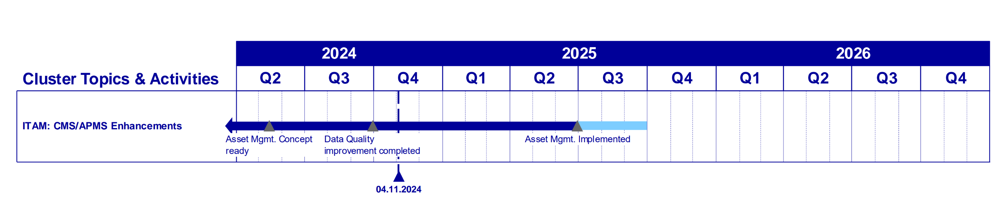 2024 2025 2026
Cluster Topics & Activities Q2 Q3 Q4 Q1 Q2 Q3 Q4 Q1 Q2 Q3 Q4
ITAM: CMS/APMS Enhancements
Asset Mgmt. Concept
ready
Data Quality
improvement completed
Asset Mgmt. Implemented
04.11.2024